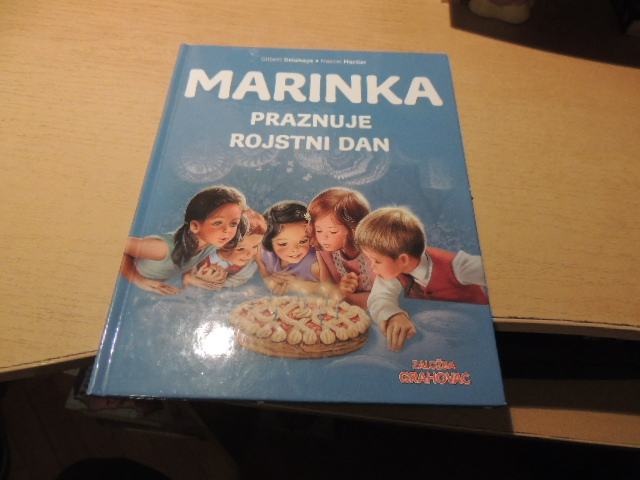 Gilbert Delahaye • Marcel Marlier
MARINKA
PRAZNUJE
ROJSTNI DAN
ZALOŽBA
GRAHOVAC